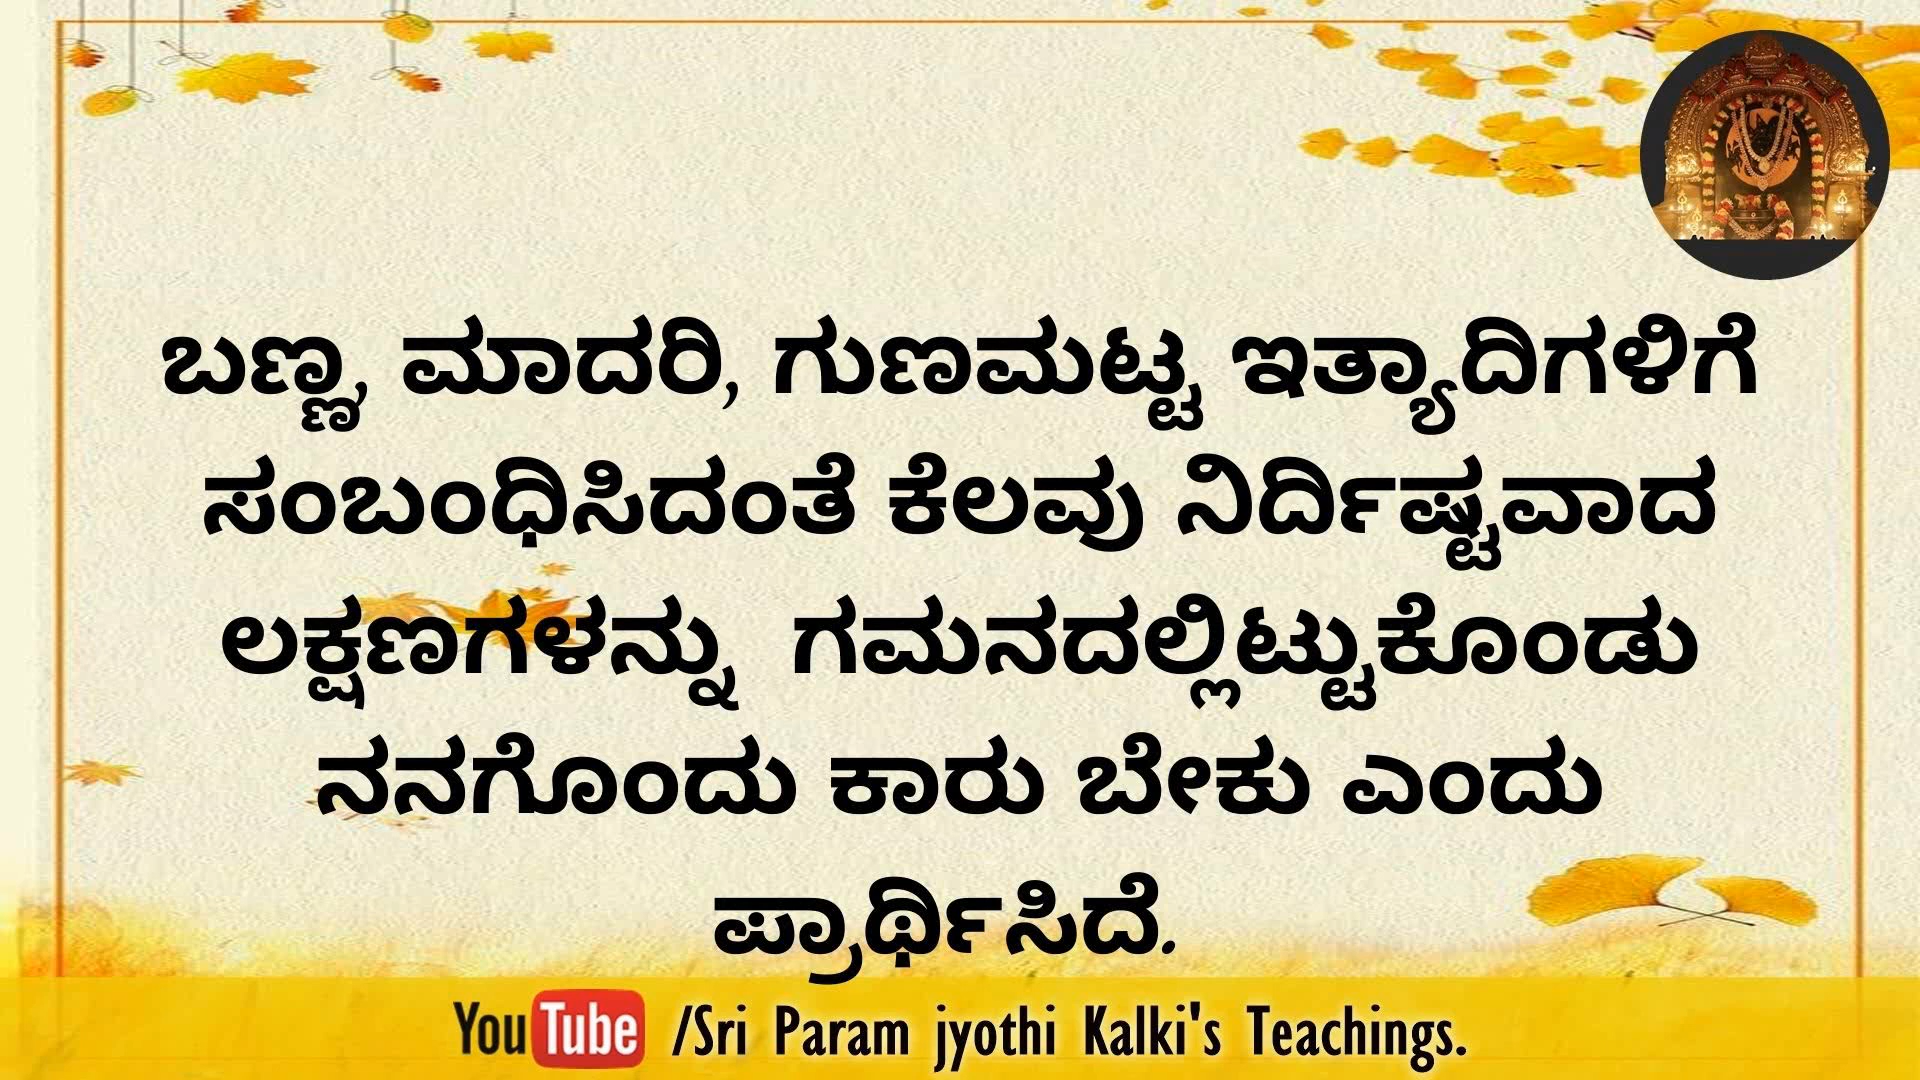 ಬಣ್ಣ, ಮಾದರಿ, ಗುಣಮಟ್ಟ ಇತ್ಯಾದಿಗಳಿಗೆ
ಸಂಬಂಧಿಸಿದಂತೆ ಕೆಲವು ನಿರ್ದಿಷ್ಟವಾದ
ಲಕ್ಷಣಗಳನ್ನು ಗಮನದಲ್ಲಿಟ್ಟುಕೊಂಡು
ನನಗೊಂದು ಕಾರು ಬೇಕು ಎಂದು
ಪ್ರಾರ್ಥಿಸಿದೆ.
YouTube /Sri Param jyothi Kalki's Teachings.